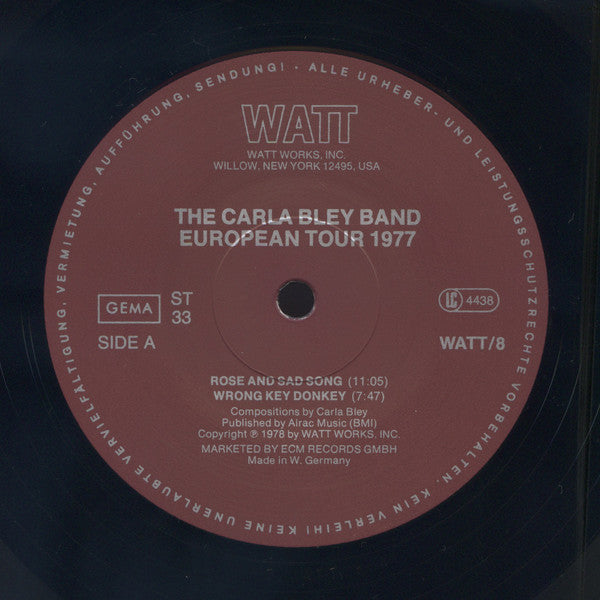 ALLE URHEBER- UND LEISTUNGSSCHUTZRECHTE VORBEHALTEN. KEIN VERLEIH! KEINE UNERLAUBTE VERVIELFÄLTIGUNG, VERMIETUNG, AUFFÜHRUNG, SENDUNG! •
WATT
WATT WORKS, INC.
WILLOW, NEW YORK 12495, USA
THE CARLA BLEY BAND
EUROPEAN TOUR 1977
GEMA
ST
33
SIDE A
LC 4438
WATT/8
ROSE AND SAD SONG (11:05)
WRONG KEY DONKEY (7:47)
Compositions by Carla Bley
Published by Airac Music (BMI)
Copyright ℗ 1978 by WATT WORKS, INC.
MARKETED BY ECM RECORDS GMBH
Made in W. Germany